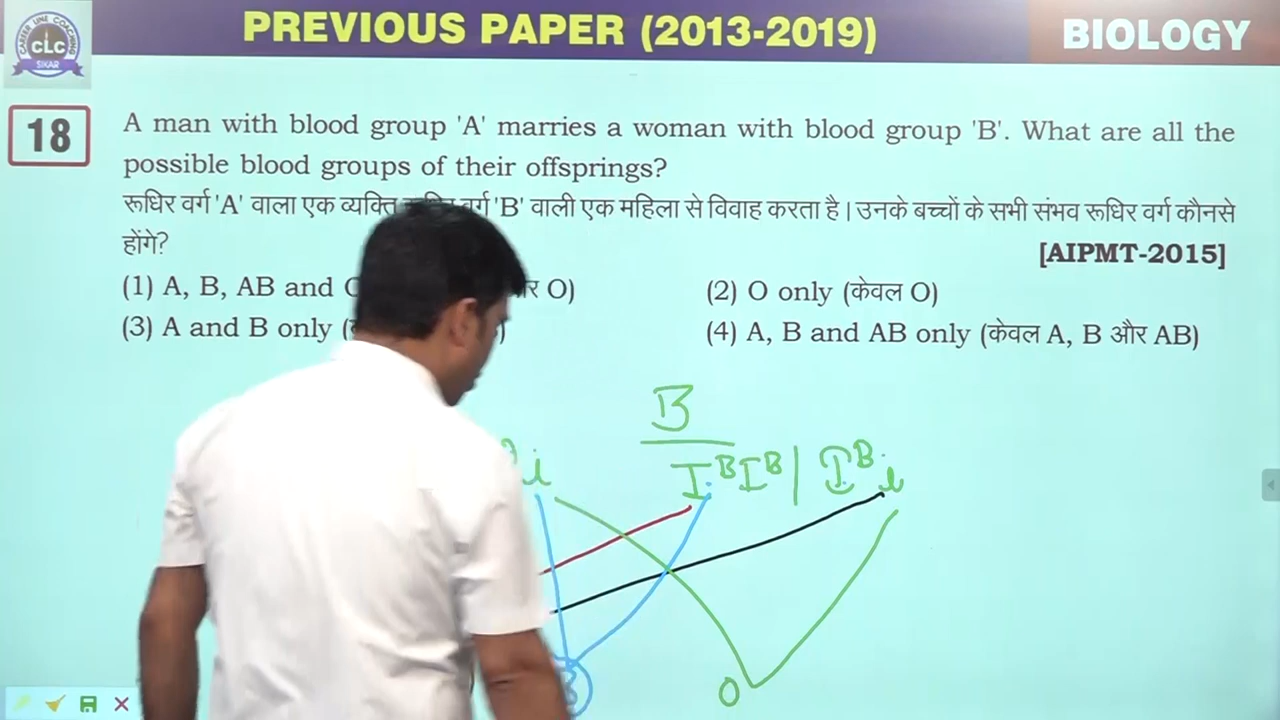 PREVIOUS PAPER (2013-2019)
BIOLOGY
CAREER LINE COACHING
CLC
SIKAR
18
A man with blood group 'A' marries a woman with blood group 'B'. What are all the
possible blood groups of their offsprings?
रूधिर वर्ग 'A' वाला एक व्यक्ति वर्ग 'B' वाली एक महिला से विवाह करता है। उनके बच्चों के सभी संभव रूधिर वर्ग कौनसे
होंगे?
[AIPMT-2015]
(1) A, B, AB and O)
(2) O only (केवल O)
(3) A and B only
(4) A, B and AB only (केवल A, B और AB)
B
i IᴮIᴮ | Iᴮi
B O